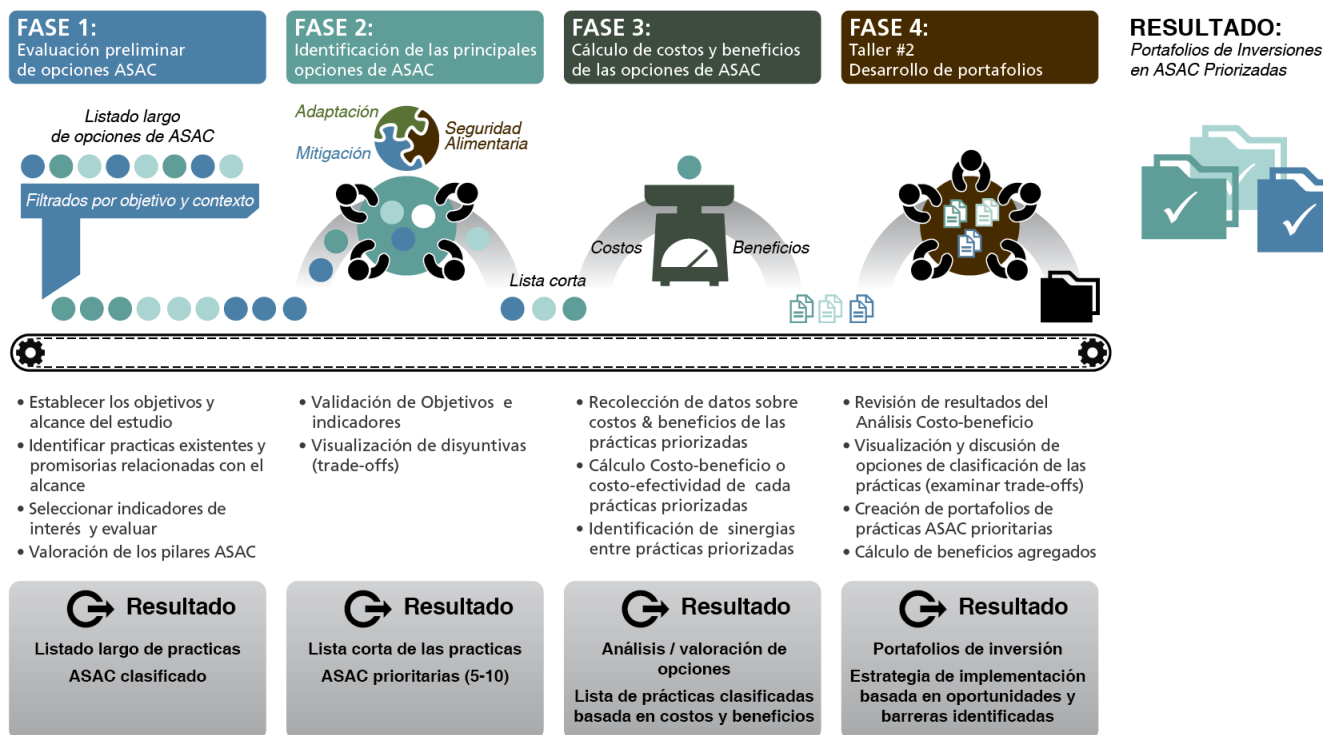 FASE 1:
Evaluación preliminar
de opciones ASAC
FASE 2:
Identificación de las principales
opciones de ASAC
FASE 3:
Cálculo de costos y beneficios
de las opciones de ASAC
FASE 4:
Taller #2
Desarrollo de portafolios
RESULTADO:
Portafolios de Inversiones
en ASAC Priorizadas
Listado largo
de opciones de ASAC
Filtrados por objetivo y contexto
Adaptación
Mitigación
Seguridad
Alimentaria
Lista corta
Costos
Beneficios
• Establecer los objetivos y
alcance del estudio
• Identificar practicas existentes y
promisorias relacionadas con el
alcance
• Seleccionar indicadores de
interés y evaluar
• Valoración de los pilares ASAC
• Validación de Objetivos e
indicadores
• Visualización de disyuntivas
(trade-offs)
• Recolección de datos sobre
costos & beneficios de las
prácticas priorizadas
• Cálculo Costo-beneficio o
costo-efectividad de cada
prácticas priorizadas
• Identificación de sinergias
entre prácticas priorizadas
• Revisión de resultados del
Análisis Costo-beneficio
• Visualización y discusión de
opciones de clasificación de las
prácticas (examinar trade-offs)
• Creación de portafolios de
prácticas ASAC prioritarias
• Cálculo de beneficios agregados
Resultado
Listado largo de practicas
ASAC clasificado
Resultado
Lista corta de las practicas
ASAC prioritarias (5-10)
Resultado
Análisis / valoración de
opciones
Lista de prácticas clasificadas
basada en costos y beneficios
Resultado
Portafolios de inversión
Estrategia de implementación
basada en oportunidades y
barreras identificadas